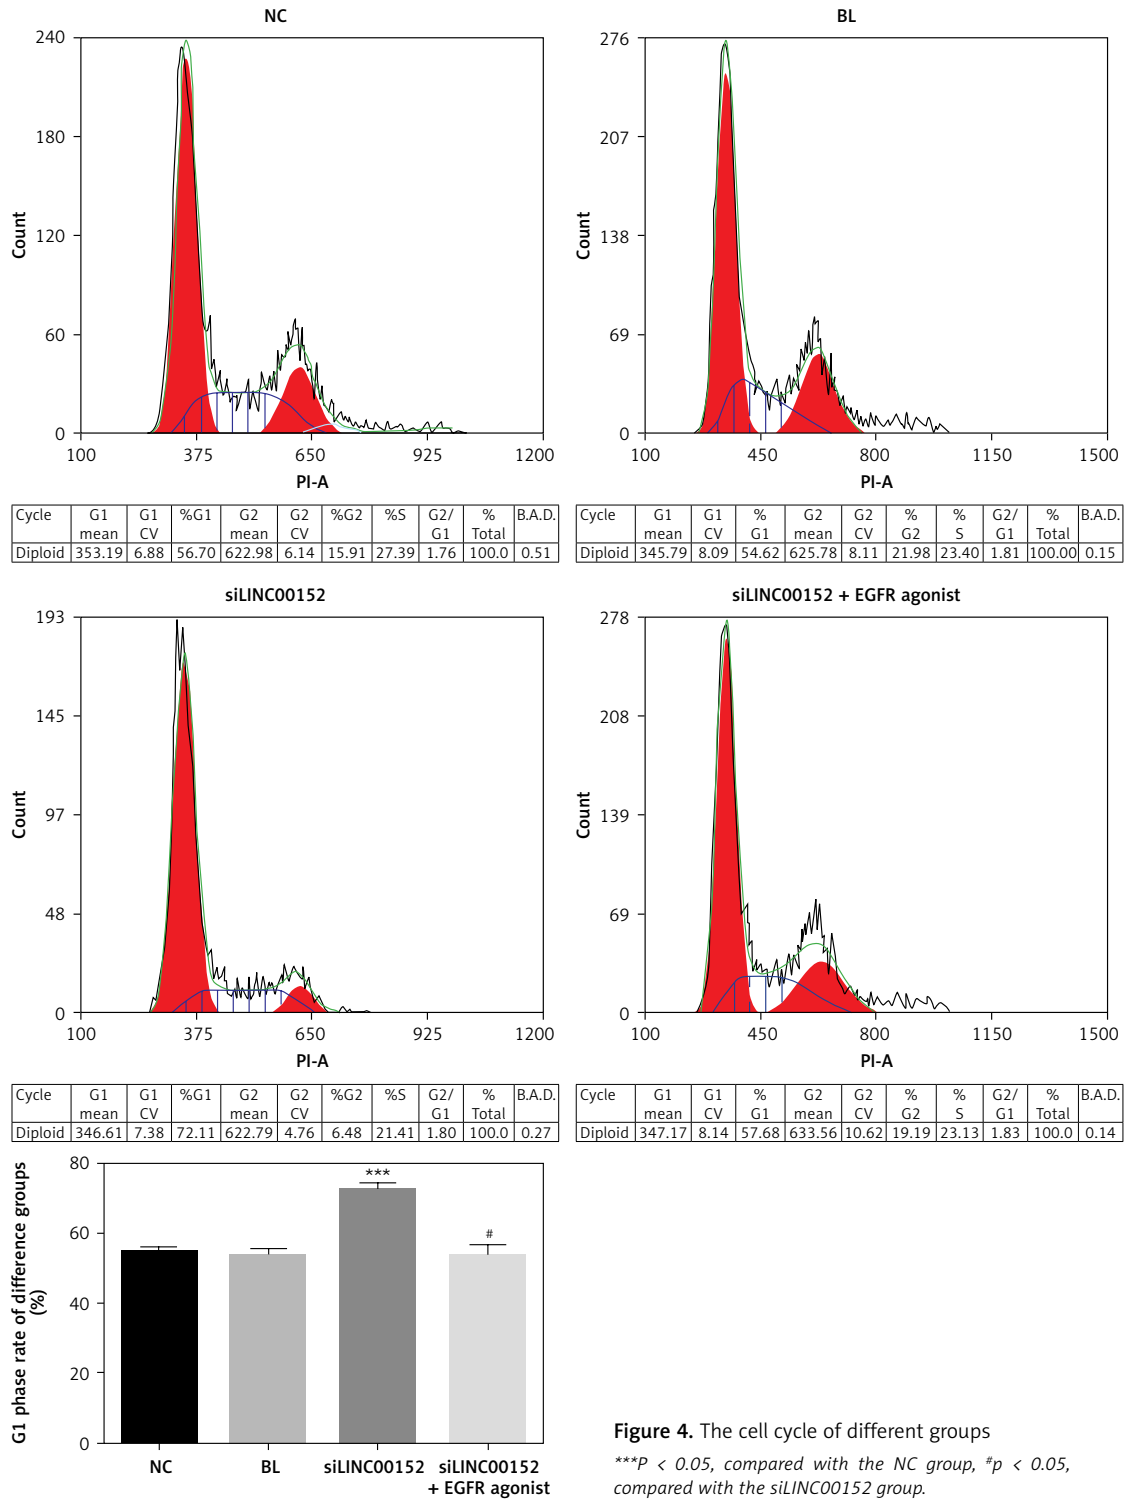 NC
240
180
120
60
0
Count
100 375 650 925 1200
PI-A
Cycle G1 mean G1 CV %G1 G2 mean G2 CV %G2 %S G2/G1 % Total B.A.D.
Diploid 353.19 6.88 56.70 622.98 6.14 15.91 27.39 1.76 100.0 0.51
BL
276
207
138
69
0
Count
100 450 800 1150 1500
PI-A
Cycle G1 mean G1 CV % G1 G2 mean G2 CV % G2 % S G2/G1 % Total B.A.D.
Diploid 345.79 8.09 54.62 625.78 8.11 21.98 23.40 1.81 100.00 0.15
siLINC00152
193
145
97
48
0
Count
100 375 650 925 1200
PI-A
Cycle G1 mean G1 CV %G1 G2 mean G2 CV %G2 %S G2/G1 % Total B.A.D.
Diploid 346.61 7.38 72.11 622.79 4.76 6.48 21.41 1.80 100.0 0.27
siLINC00152 + EGFR agonist
278
208
139
69
0
Count
100 450 800 1150 1500
PI-A
Cycle G1 mean G1 CV % G1 G2 mean G2 CV % G2 % S G2/G1 % Total B.A.D.
Diploid 347.17 8.14 57.68 633.56 10.62 19.19 23.13 1.83 100.0 0.14
G1 phase rate of difference groups
(%)
80
60
40
20
0
***
#
NC BL siLINC00152 siLINC00152
+ EGFR agonist
Figure 4. The cell cycle of different groups
***P < 0.05, compared with the NC group, #p < 0.05,
compared with the siLINC00152 group.